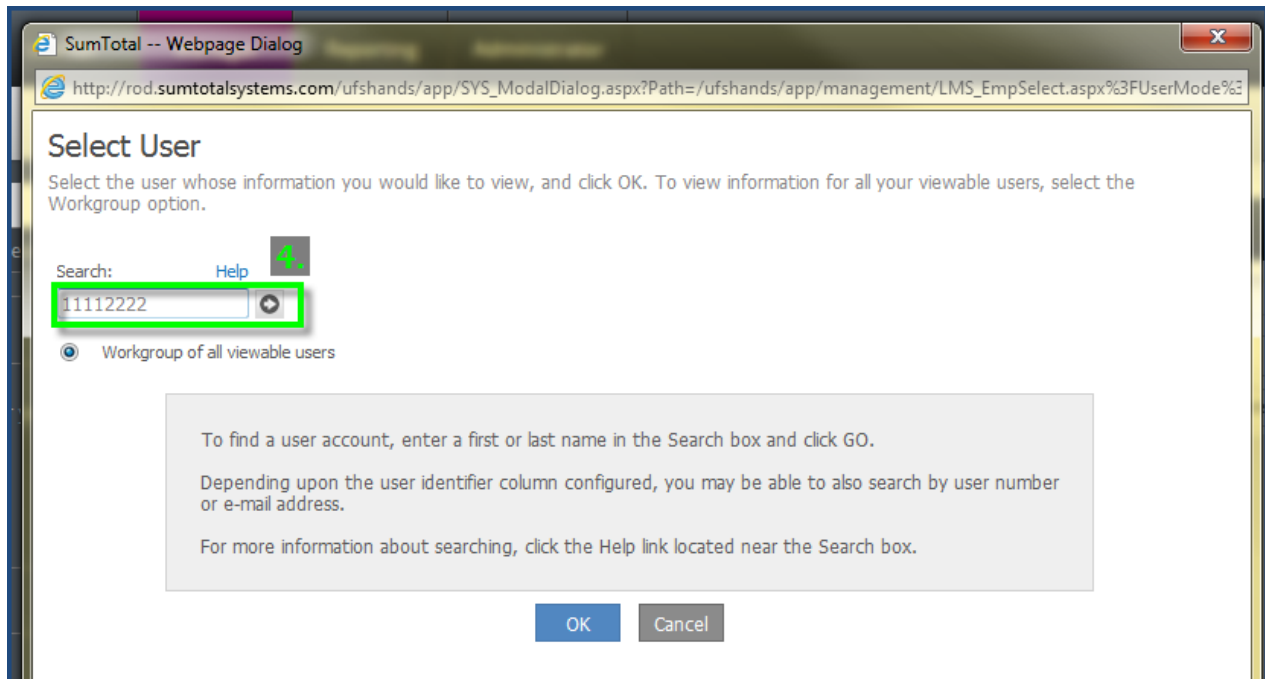 Reporting Administrator
SumTotal -- Webpage Dialog
x
http://rod.sumtotalsystems.com/ufshands/app/SYS_ModalDialog.aspx?Path=/ufshands/app/management/LMS_EmpSelect.aspx%3FUserMode%3
Select User
Select the user whose information you would like to view, and click OK. To view information for all your viewable users, select the
Workgroup option.
4.
Search: Help
11112222
Workgroup of all viewable users
To find a user account, enter a first or last name in the Search box and click GO.
Depending upon the user identifier column configured, you may be able to also search by user number
or e-mail address.
For more information about searching, click the Help link located near the Search box.
OK Cancel